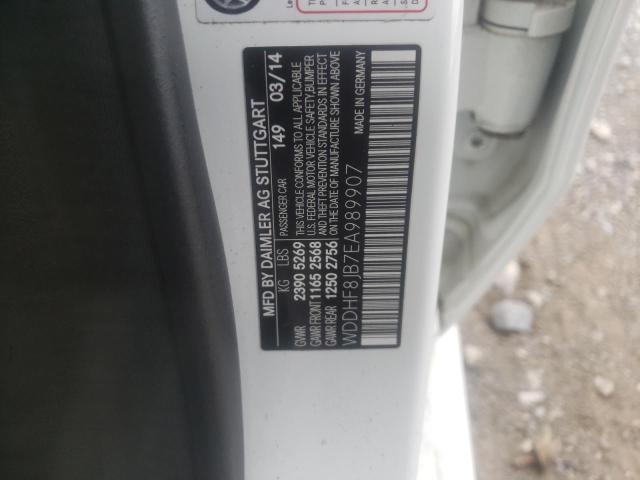 MFD BY DAIMLER AG STUTTGART
KG LBS PASSENGER CAR 149 03/14
GVWR 2390 5269 THIS VEHICLE CONFORMS TO ALL APPLICABLE
GAWR FRONT 1165 2568 U.S. FEDERAL MOTOR VEHICLE SAFETY, BUMPER
GAWR REAR 1250 2756 AND THEFT PREVENTION STANDARDS IN EFFECT
ON THE DATE OF MANUFACTURE SHOWN ABOVE
WDDHF8JB7EA989907 MADE IN GERMANY